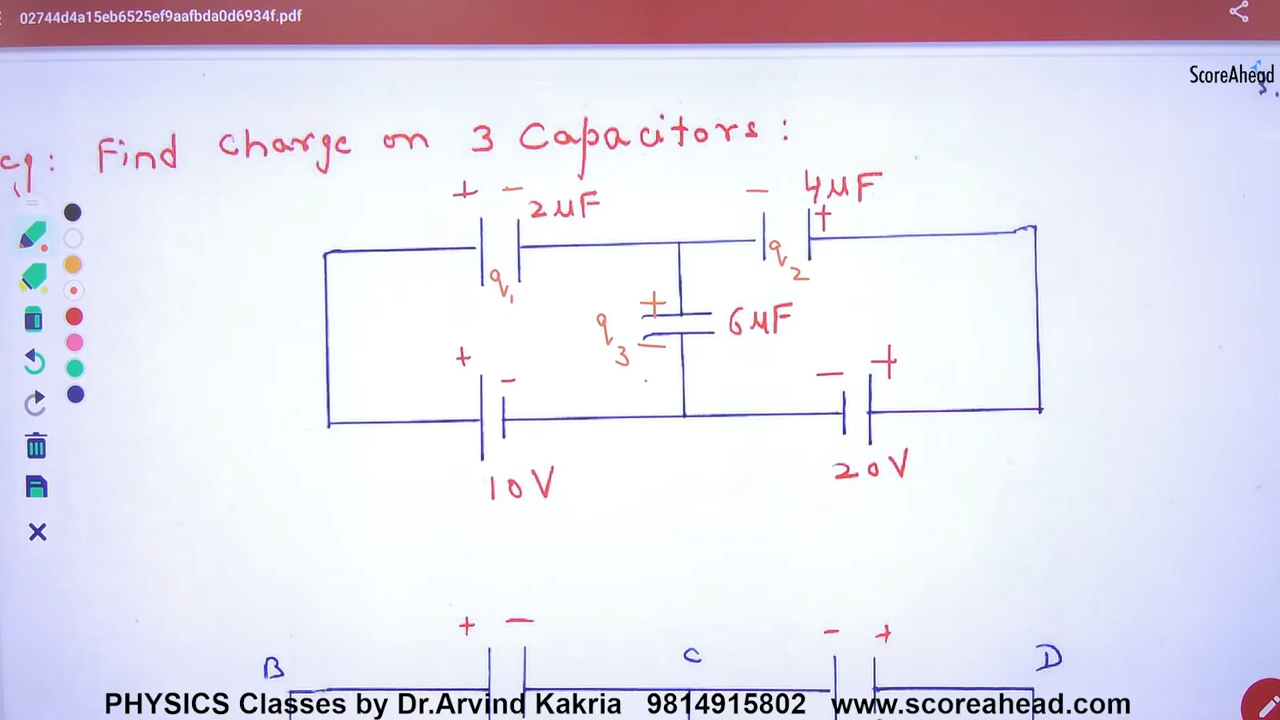 02744d4a15eb6525ef9aafbda0d6934f.pdf
ScoreAhead
eg: Find charge on 3 Capacitors:
+ - 2μF - 4μF +
q1 q2
q3 + - 6μF
+ - - +
10V 20V
+ - - +
B C D
PHYSICS Classes by Dr.Arvind Kakria 9814915802 www.scoreahead.com